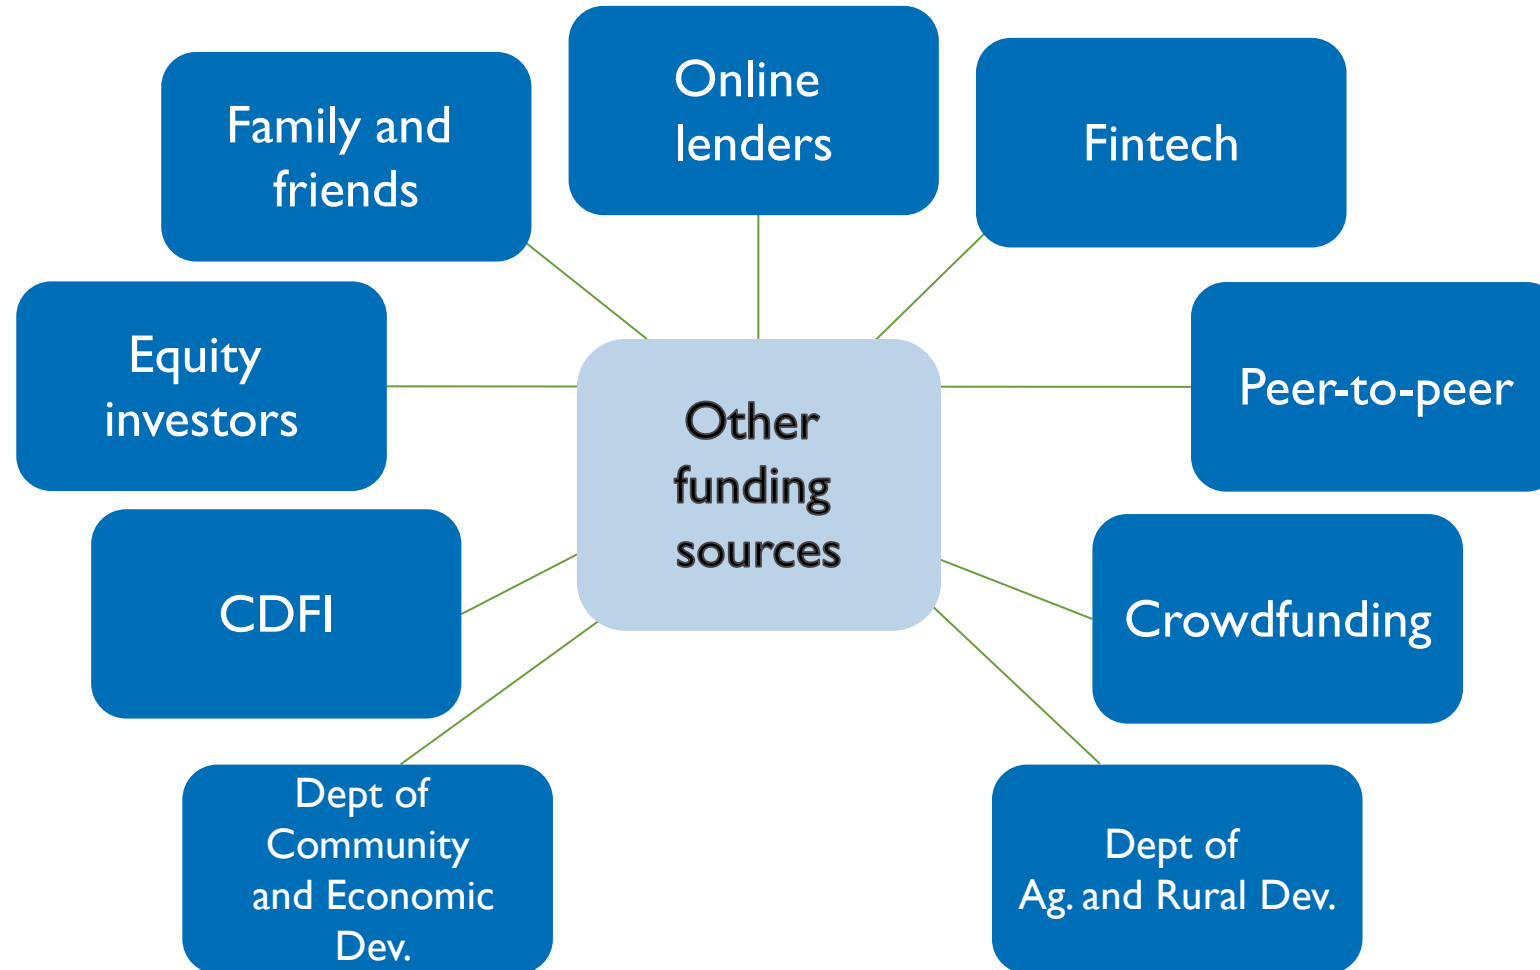 Online
lenders
Family and
friends
Fintech
Equity
investors
Peer-to-peer
Other
funding
sources
CDFI
Crowdfunding
Dept of
Community
and Economic
Dev.
Dept of
Ag. and Rural Dev.